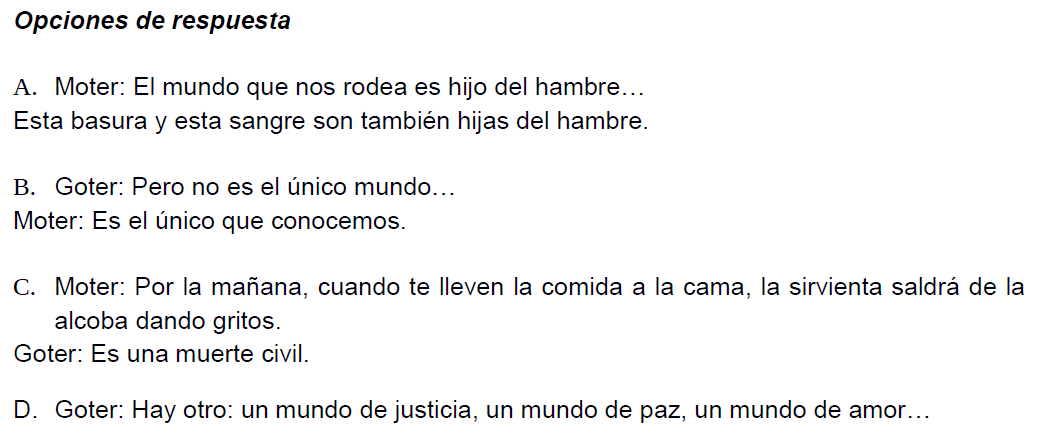 Opciones de respuesta
A. Moter: El mundo que nos rodea es hijo del hambre…
Esta basura y esta sangre son también hijas del hambre.
B. Goter: Pero no es el único mundo…
Moter: Es el único que conocemos.
C. Moter: Por la mañana, cuando te lleven la comida a la cama, la sirvienta saldrá de la
alcoba dando gritos.
Goter: Es una muerte civil.
D. Goter: Hay otro: un mundo de justicia, un mundo de paz, un mundo de amor…